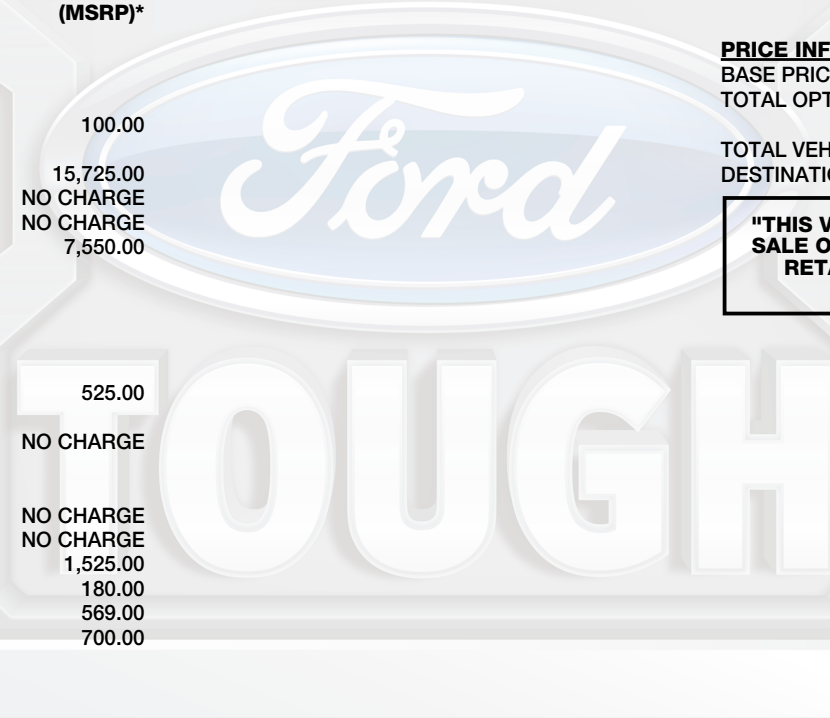 (MSRP)*
100.00
15,725.00
NO CHARGE
NO CHARGE
7,550.00
525.00
NO CHARGE
NO CHARGE
NO CHARGE
1,525.00
180.00
569.00
700.00
PRICE INF
BASE PRIC
TOTAL OPT
TOTAL VEH
DESTINATIO
"THIS V
SALE O
RETA
Ford
TOUGH